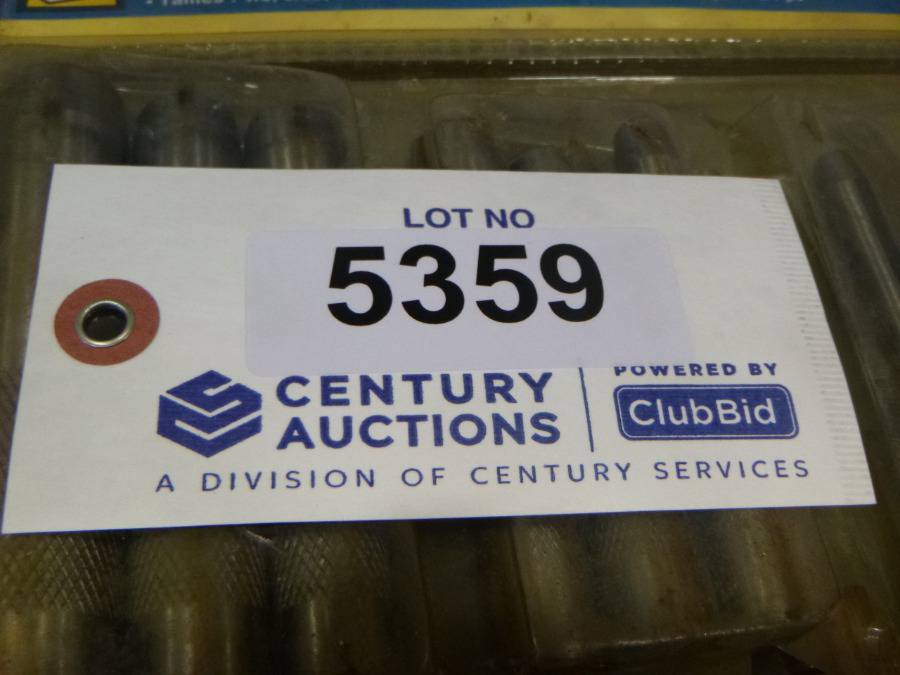 LOT NO
5359
CENTURY
AUCTIONS
POWERED BY
ClubBid
A DIVISION OF CENTURY SERVICES